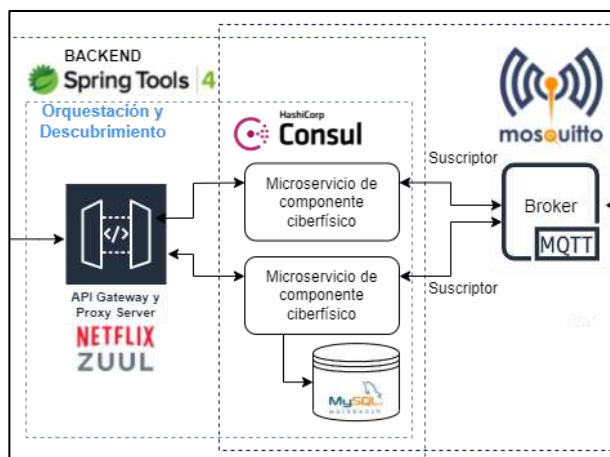 BACKEND
Spring Tools 4
Orquestación y
Descubrimiento
HashiCorp
Consul
mosquitto
Suscriptor
Microservicio de
componente
ciberfísico
Broker
MQTT
</>
API Gateway y
Proxy Server
NETFLIX
ZUUL
Microservicio de
componente
ciberfísico
Suscriptor
MySQL
workbench